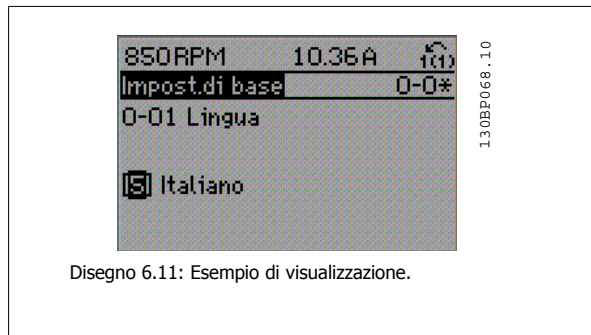 850RPM 10.36A 1(1)
Impost.di base 0-0*
0-01 Lingua
[5] Italiano
130BP068.10
Disegno 6.11: Esempio di visualizzazione.